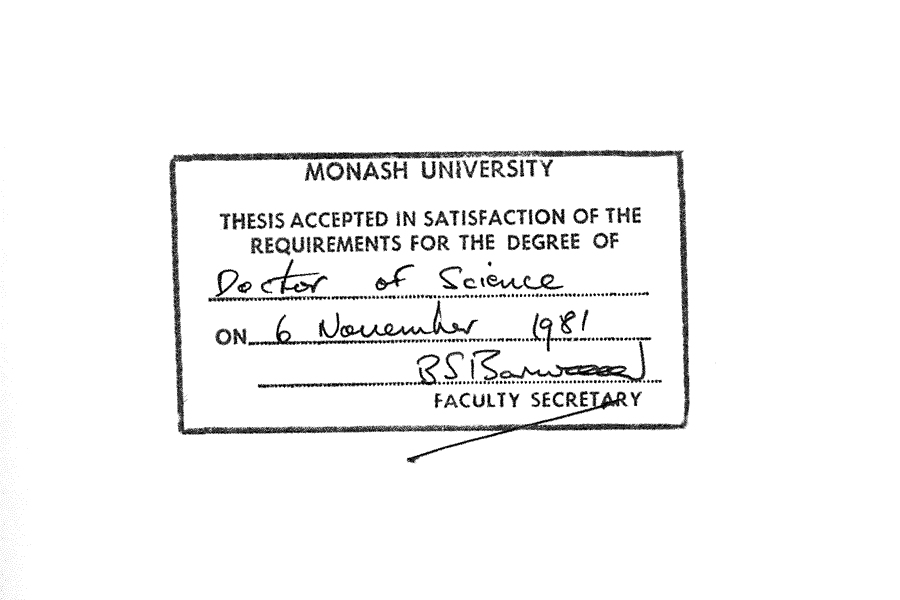 MONASH UNIVERSITY
THESIS ACCEPTED IN SATISFACTION OF THE
REQUIREMENTS FOR THE DEGREE OF
Doctor of Science
ON 6 November 1981
FACULTY SECRETARY